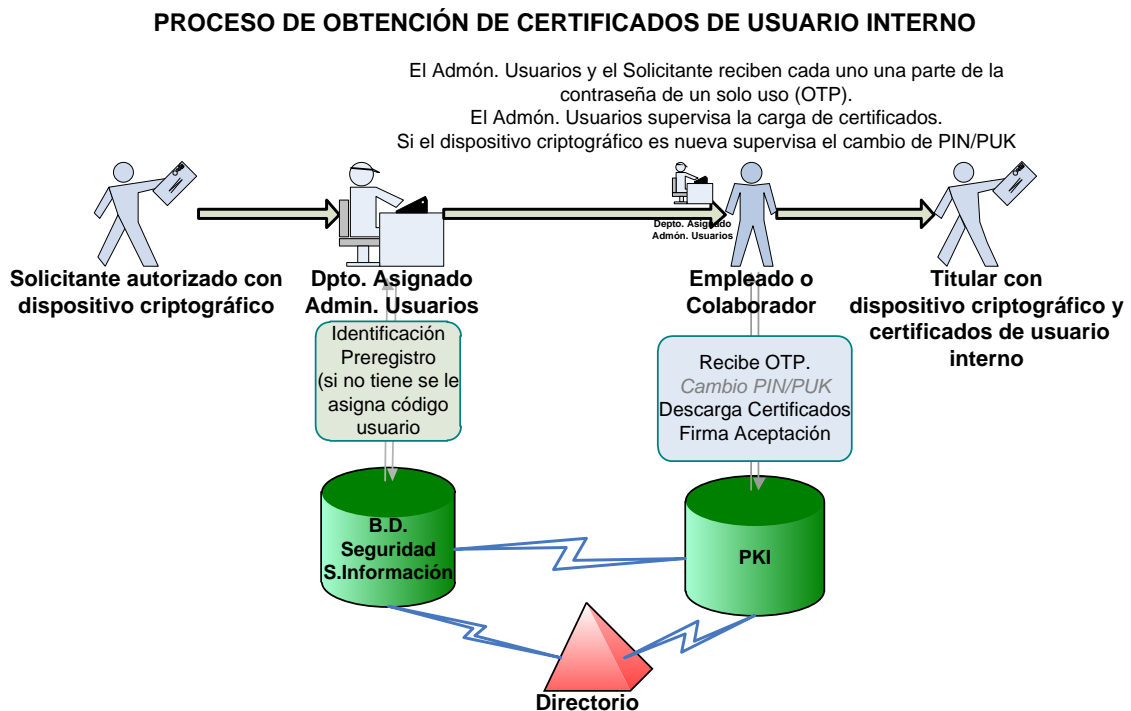 PROCESO DE OBTENCIÓN DE CERTIFICADOS DE USUARIO INTERNO
El Admón. Usuarios y el Solicitante reciben cada uno una parte de la
contraseña de un solo uso (OTP).
El Admón. Usuarios supervisa la carga de certificados.
Si el dispositivo criptográfico es nueva supervisa el cambio de PIN/PUK
Depto. Asignado
Admón. Usuarios
Solicitante autorizado con
dispositivo criptográfico
Dpto. Asignado
Admin. Usuarios
Empleado o
Colaborador
Titular con
dispositivo criptográfico y
certificados de usuario
interno
Identificación
Preregistro
(si no tiene se le
asigna código
usuario
Recibe OTP.
Cambio PIN/PUK
Descarga Certificados
Firma Aceptación
B.D.
Seguridad
S.Información
PKI
Directorio